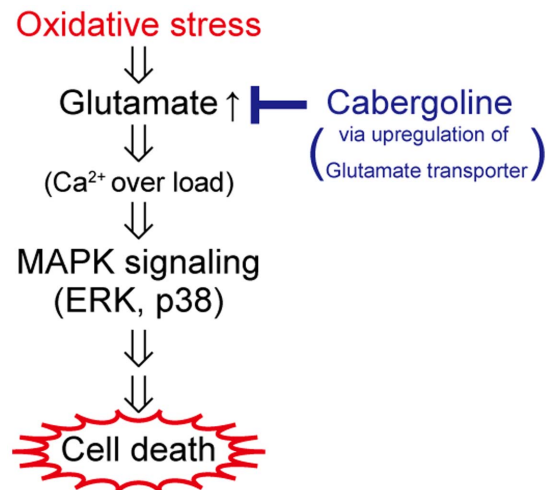 Oxidative stress
Glutamate ↑
Cabergoline
(via upregulation of
Glutamate transporter)
(Ca²⁺ over load)
MAPK signaling
(ERK, p38)
Cell death